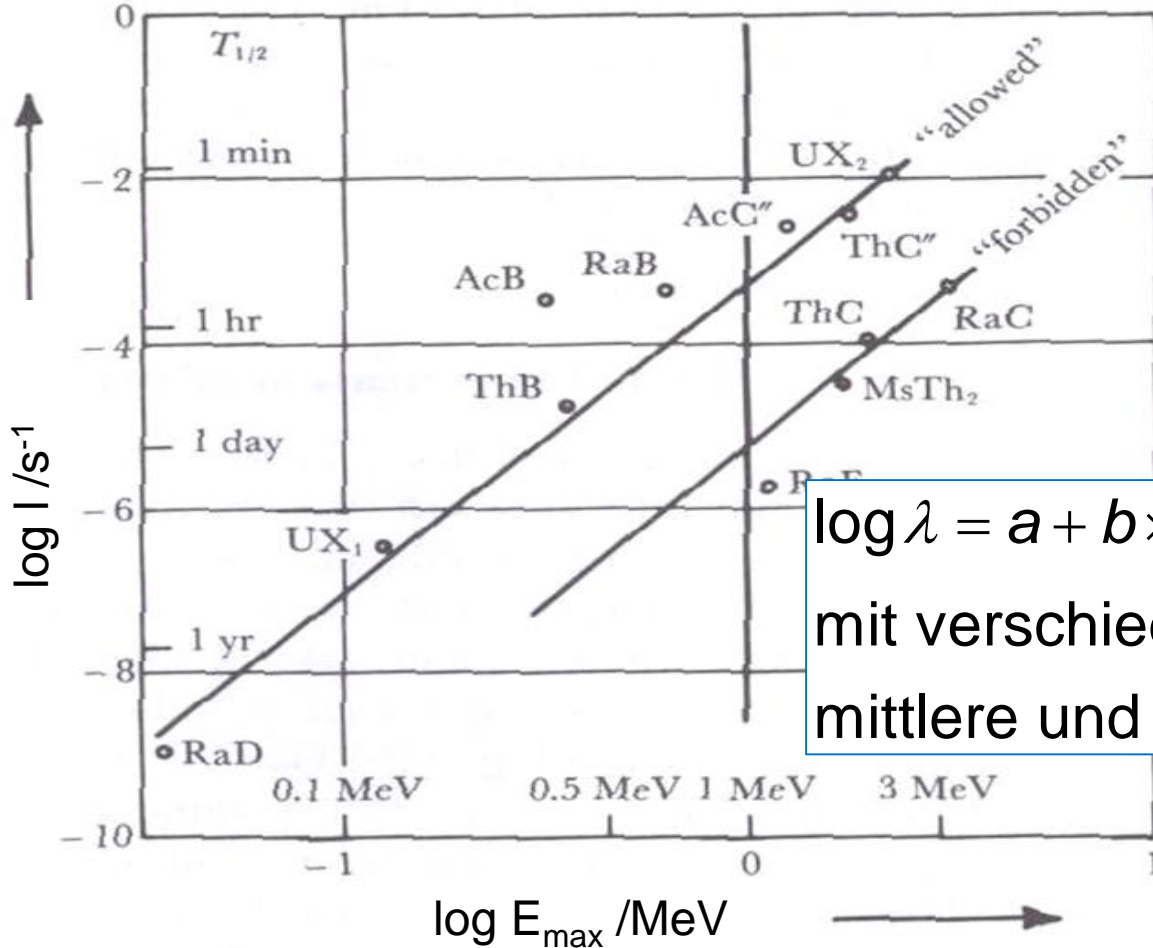 0
T₁/₂
"allowed"
1 min
UX₂
−2
AcC″
"forbidden"
ThC″
RaB
AcB
1 hr
ThC
RaC
−4
ThB
MsTh₂
1 day
−6
UX₁
log λ = a + b ×
mit verschied
1 yr
−8
mittlere und
RaD
0.1 MeV 0.5 MeV 1 MeV 3 MeV
−10
−1 0 1
log I /s⁻¹
log Eₘₐₓ /MeV